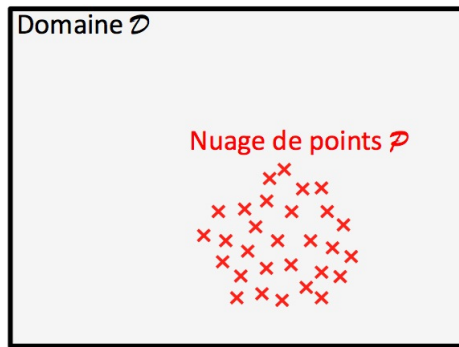 Domaine 𝒟
Nuage de points 𝒫